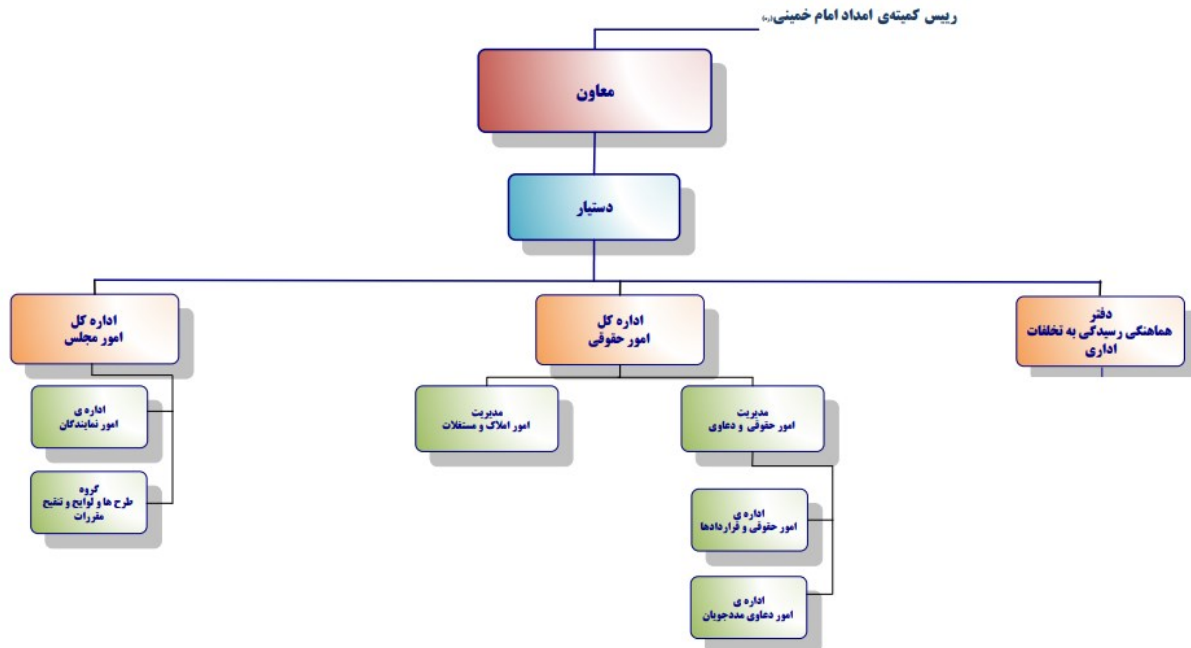 رییس کمیته‌ی امداد امام خمینی(ره)
معاون
دستیار
دفتر
هماهنگی رسیدگی به تخلفات
اداری
اداره کل
امور حقوقی
اداره کل
امور مجلس
مدیریت
امور حقوقی و دعاوی
مدیریت
امور املاک و مستغلات
اداره ی
امور نمایندگان
اداره ی
امور حقوقی و قراردادها
گروه
طرح ها و لوایح و تنقیح
مقررات
اداره ی
امور دعاوی مددجویان